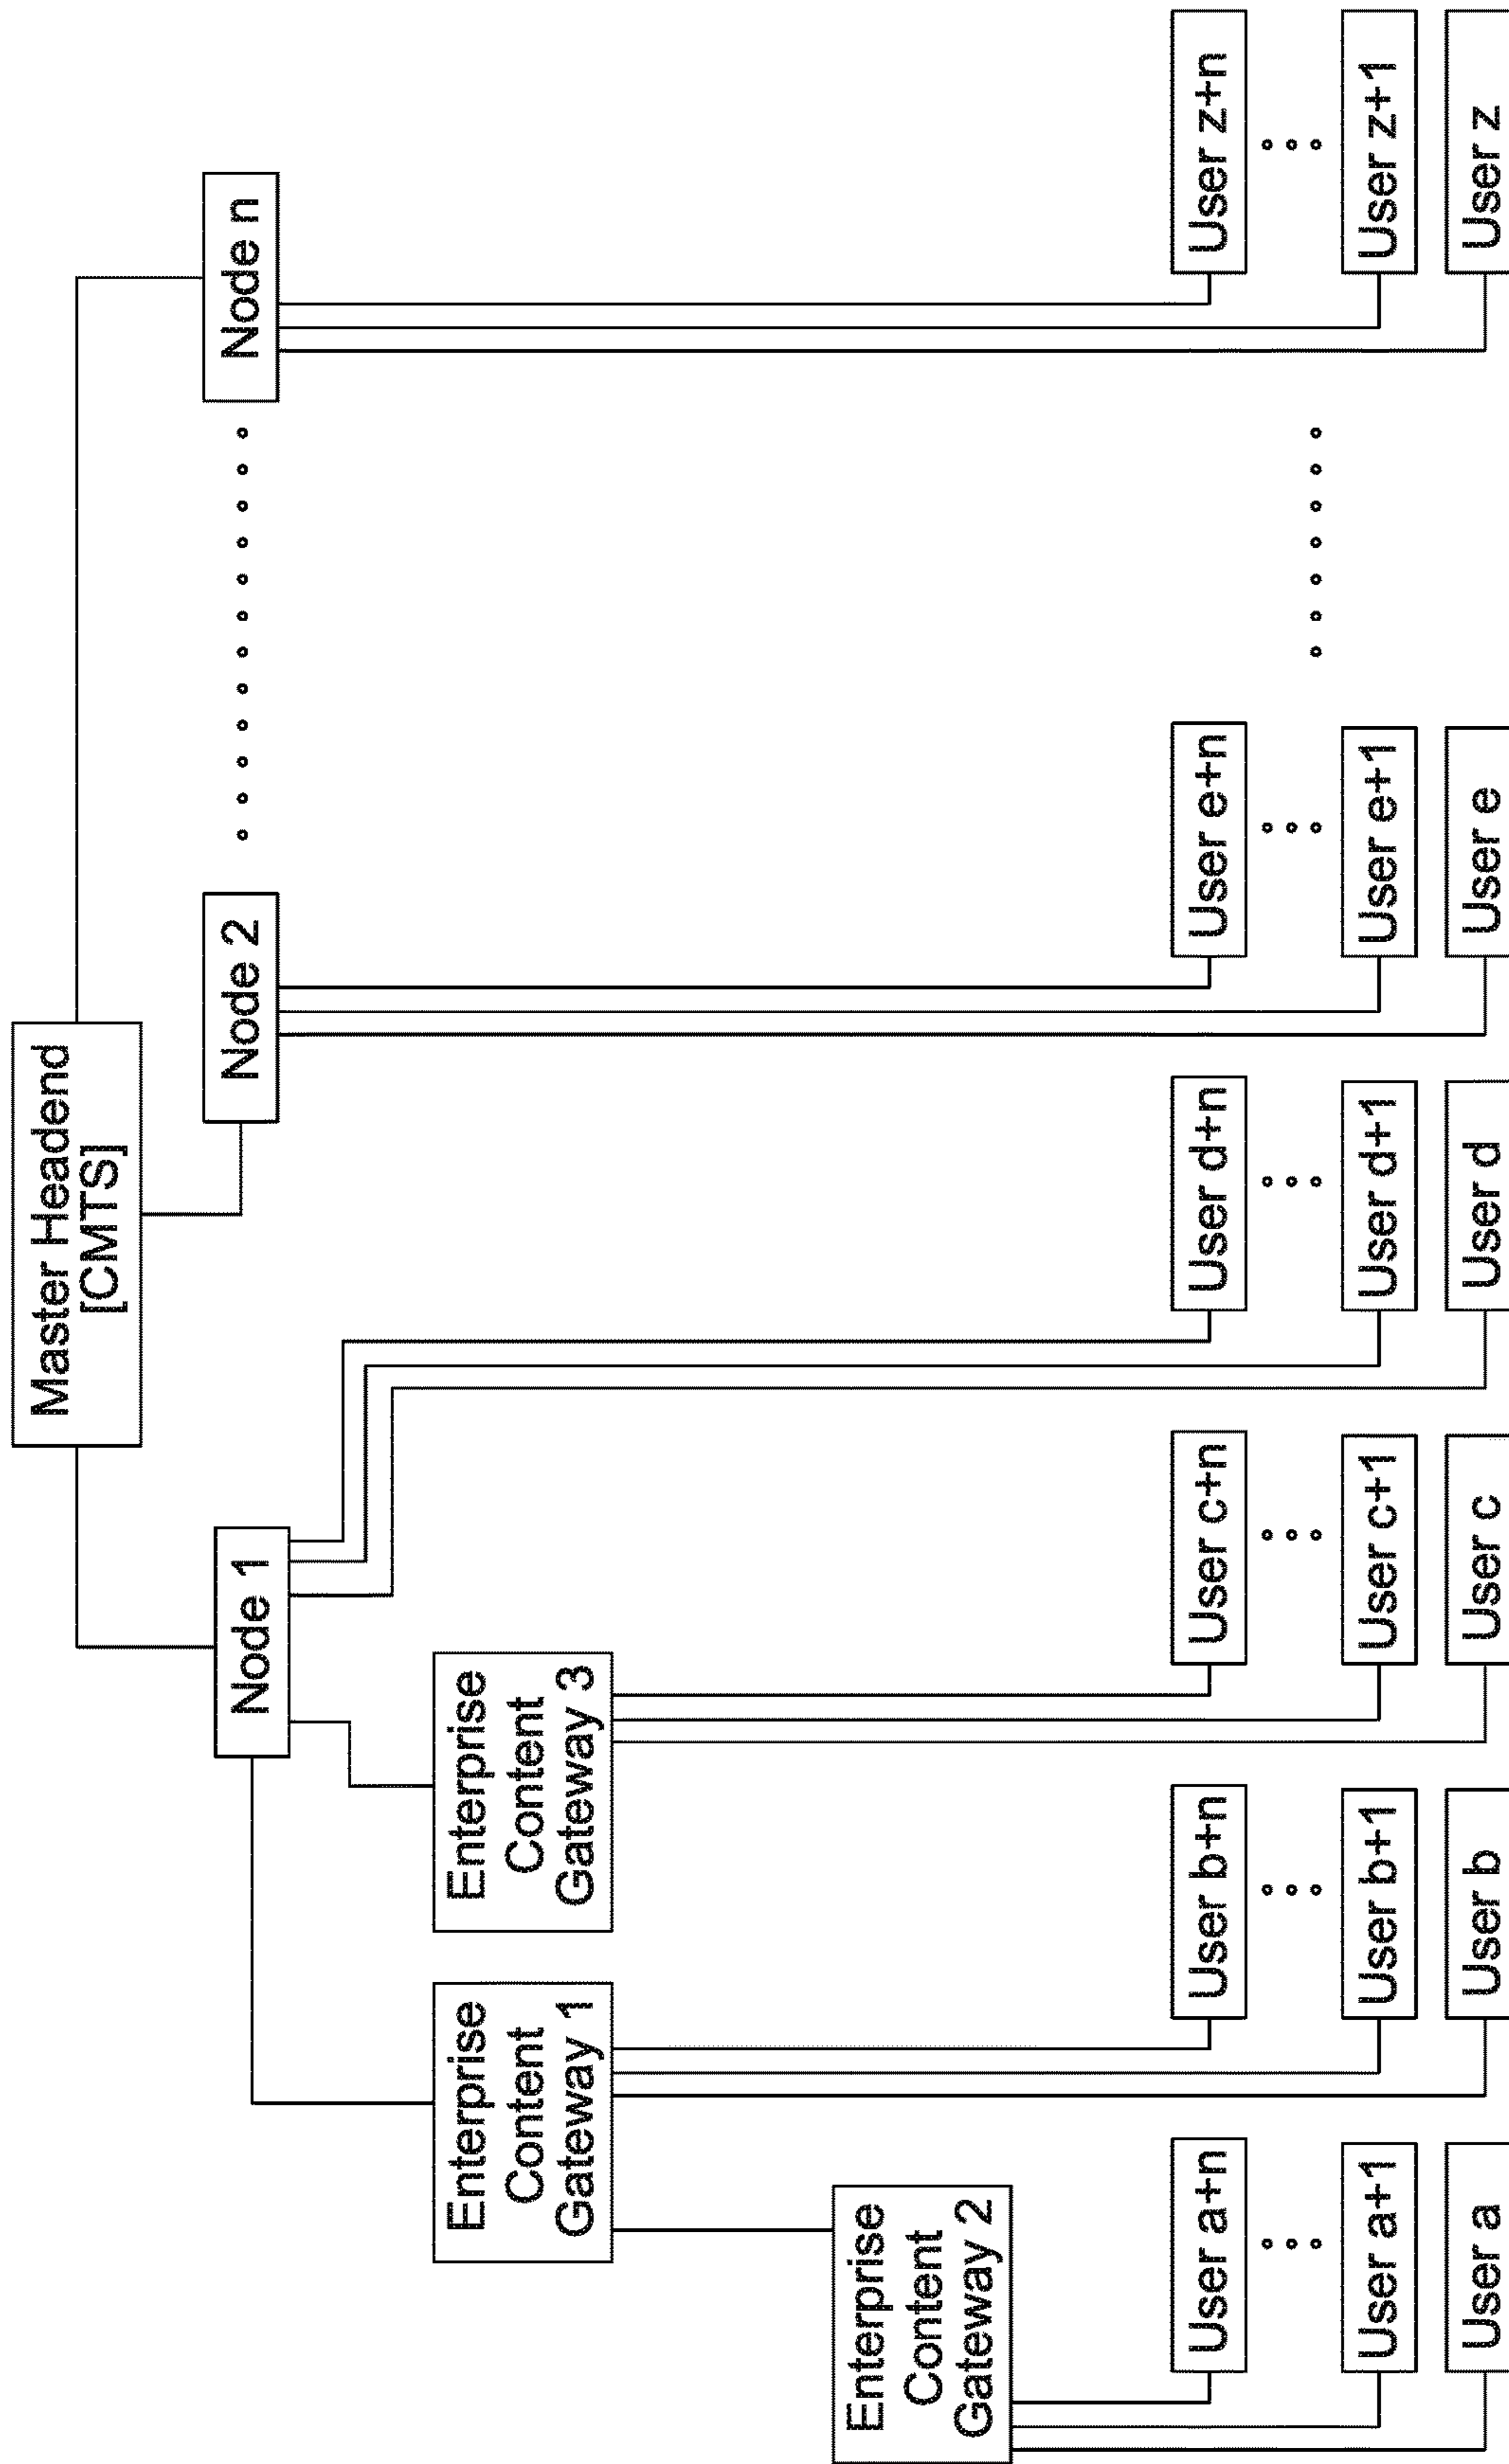 Master Headend
[CMTS]
Node 1
Node 2
Node n
Enterprise
Content
Gateway 1
Enterprise
Content
Gateway 3
Enterprise
Content
Gateway 2
User a+n
User b+n
User c+n
User d+n
User e+n
User z+n
User a+1
User b+1
User c+1
User d+1
User e+1
User z+1
User a
User b
User c
User d
User e
User z